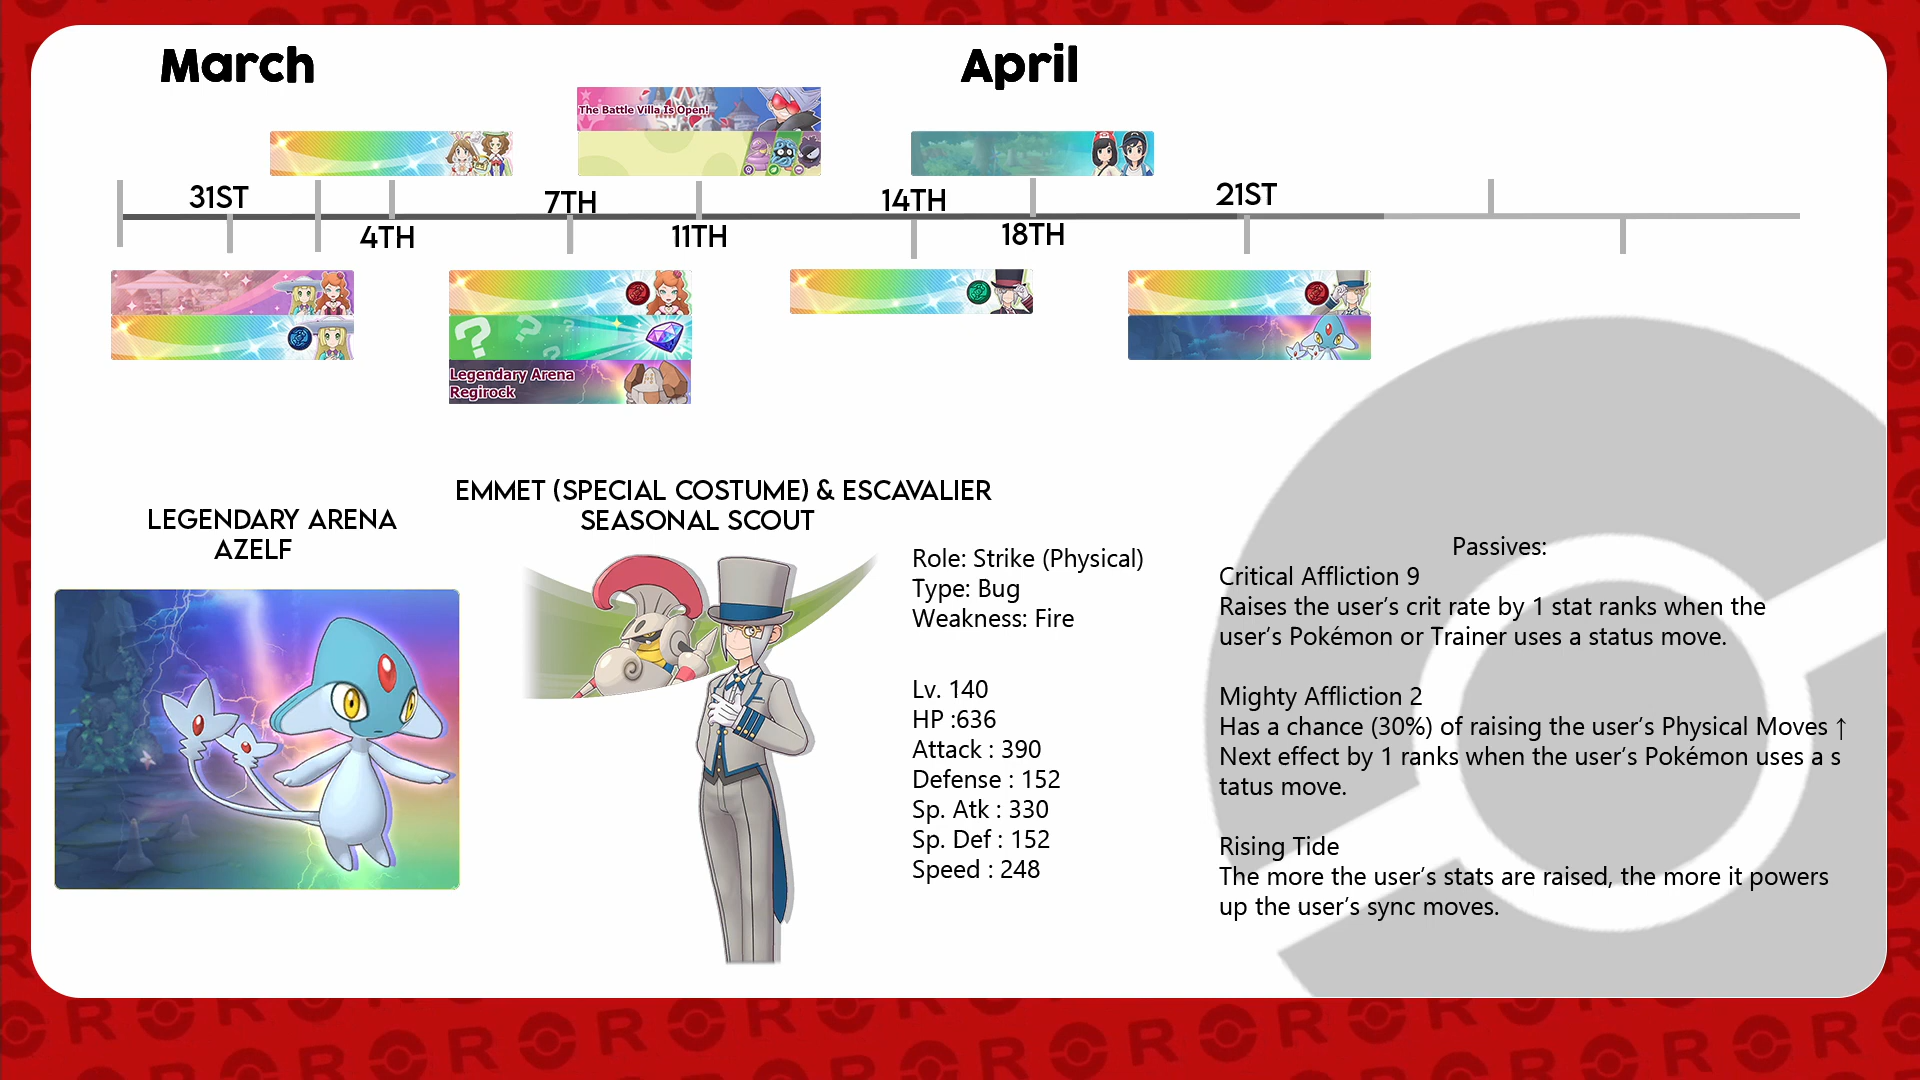 March
April
The Battle Villa Is Open!
31ST
7TH
14TH
21ST
4TH
11TH
18TH
Legendary Arena
Regirock
EMMET (SPECIAL COSTUME) & ESCAVALIER
SEASONAL SCOUT
LEGENDARY ARENA
AZELF
Role: Strike (Physical)
Type: Bug
Weakness: Fire
Lv. 140
HP :636
Attack : 390
Defense : 152
Sp. Atk : 330
Sp. Def : 152
Speed : 248
Passives:
Critical Affliction 9
Raises the user’s crit rate by 1 stat ranks when the
user’s Pokémon or Trainer uses a status move.
Mighty Affliction 2
Has a chance (30%) of raising the user’s Physical Moves ↑
Next effect by 1 ranks when the user’s Pokémon uses a s
tatus move.
Rising Tide
The more the user’s stats are raised, the more it powers
up the user’s sync moves.